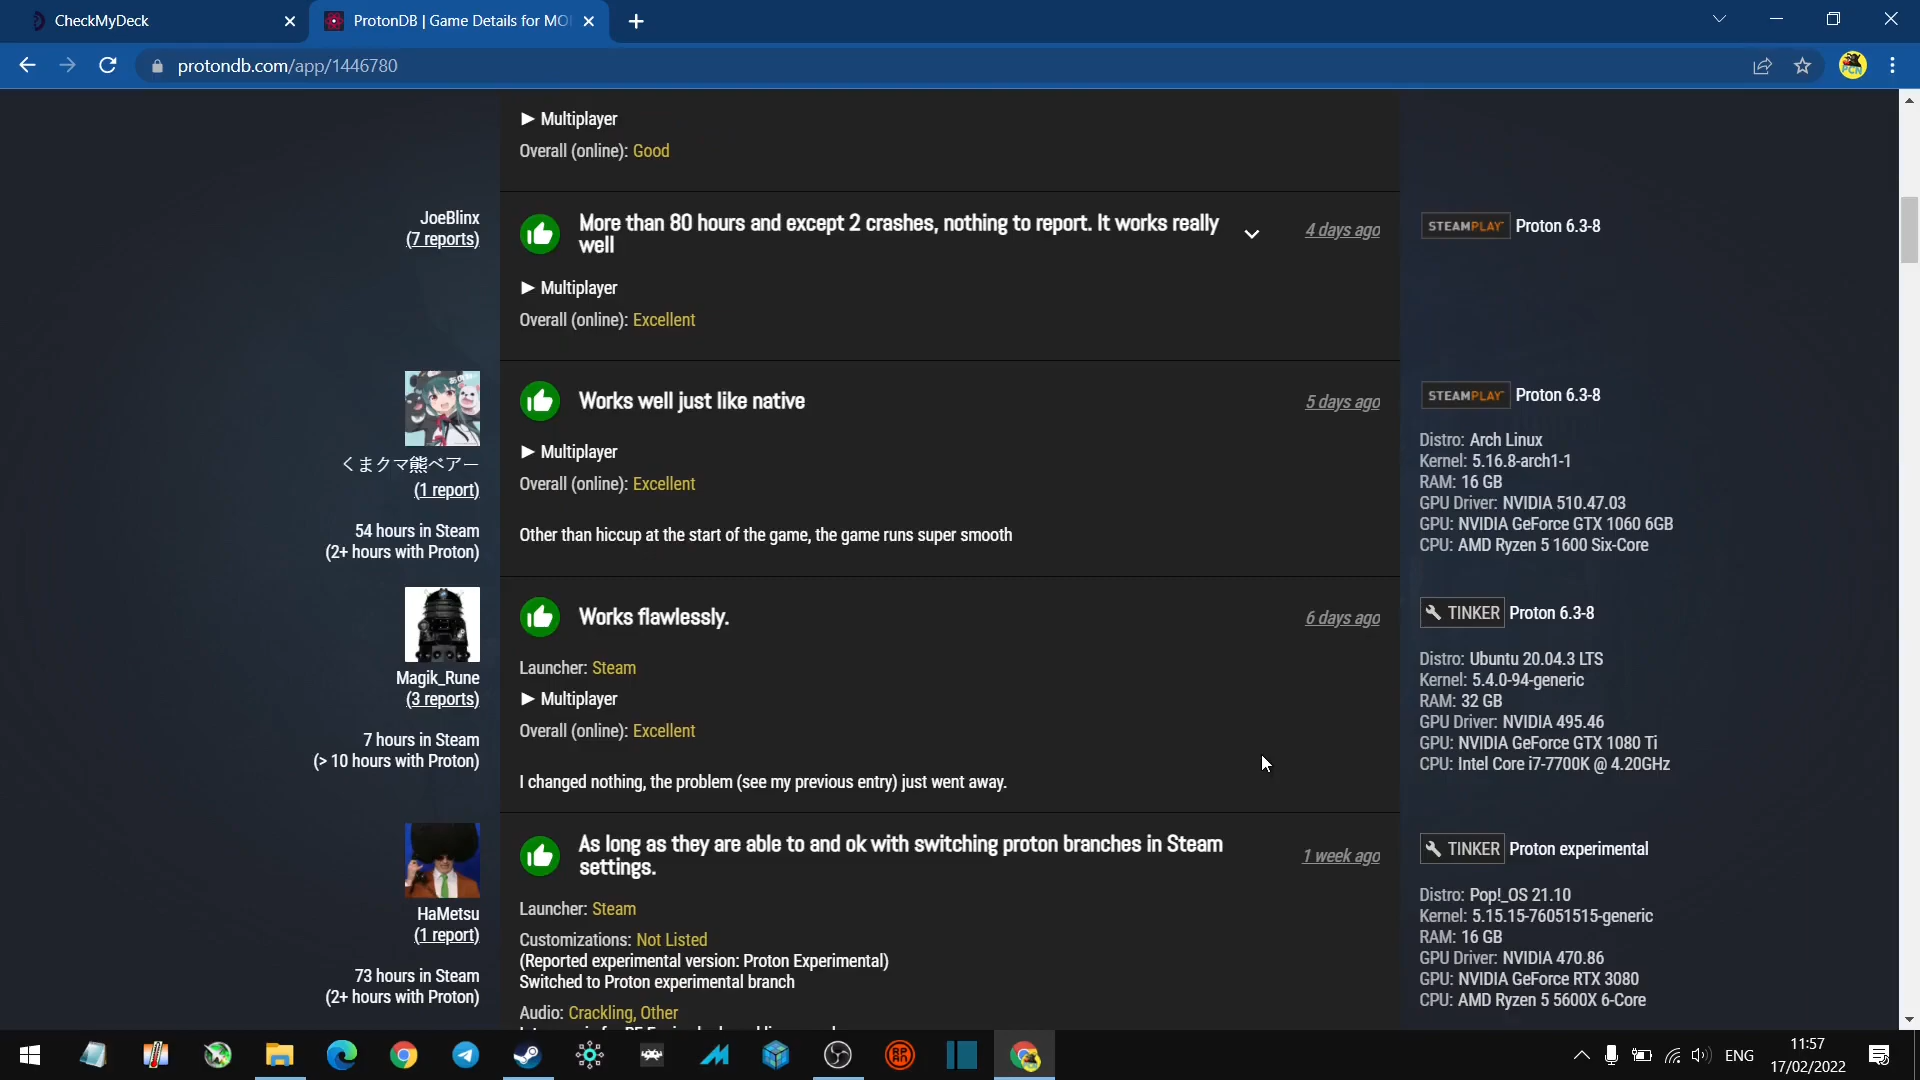 CheckMyDeck
ProtonDB | Game Details for MO
protondb.com/app/1446780
Multiplayer
Overall (online): Good
JoeBlinx
(7 reports)
More than 80 hours and except 2 crashes, nothing to report. It works really
well
4 days ago
STEAMPLAY Proton 6.3-8
Multiplayer
Overall (online): Excellent
くまクマ熊ベアー
(1 report)
54 hours in Steam
(2+ hours with Proton)
Works well just like native
5 days ago
Multiplayer
Overall (online): Excellent
Other than hiccup at the start of the game, the game runs super smooth
STEAMPLAY Proton 6.3-8
Distro: Arch Linux
Kernel: 5.16.8-arch1-1
RAM: 16 GB
GPU Driver: NVIDIA 510.47.03
GPU: NVIDIA GeForce GTX 1060 6GB
CPU: AMD Ryzen 5 1600 Six-Core
Magik_Rune
(3 reports)
7 hours in Steam
(> 10 hours with Proton)
Works flawlessly.
6 days ago
Launcher: Steam
Multiplayer
Overall (online): Excellent
I changed nothing, the problem (see my previous entry) just went away.
TINKER Proton 6.3-8
Distro: Ubuntu 20.04.3 LTS
Kernel: 5.4.0-94-generic
RAM: 32 GB
GPU Driver: NVIDIA 495.46
GPU: NVIDIA GeForce GTX 1080 Ti
CPU: Intel Core i7-7700K @ 4.20GHz
HaMetsu
(1 report)
73 hours in Steam
(2+ hours with Proton)
As long as they are able to and ok with switching proton branches in Steam
settings.
1 week ago
Launcher: Steam
Customizations: Not Listed
(Reported experimental version: Proton Experimental)
Switched to Proton experimental branch
Audio: Crackling, Other
TINKER Proton experimental
Distro: Pop!_OS 21.10
Kernel: 5.15.15-76051515-generic
RAM: 16 GB
GPU Driver: NVIDIA 470.86
GPU: NVIDIA GeForce RTX 3080
CPU: AMD Ryzen 5 5600X 6-Core
ENG
11:57
17/02/2022